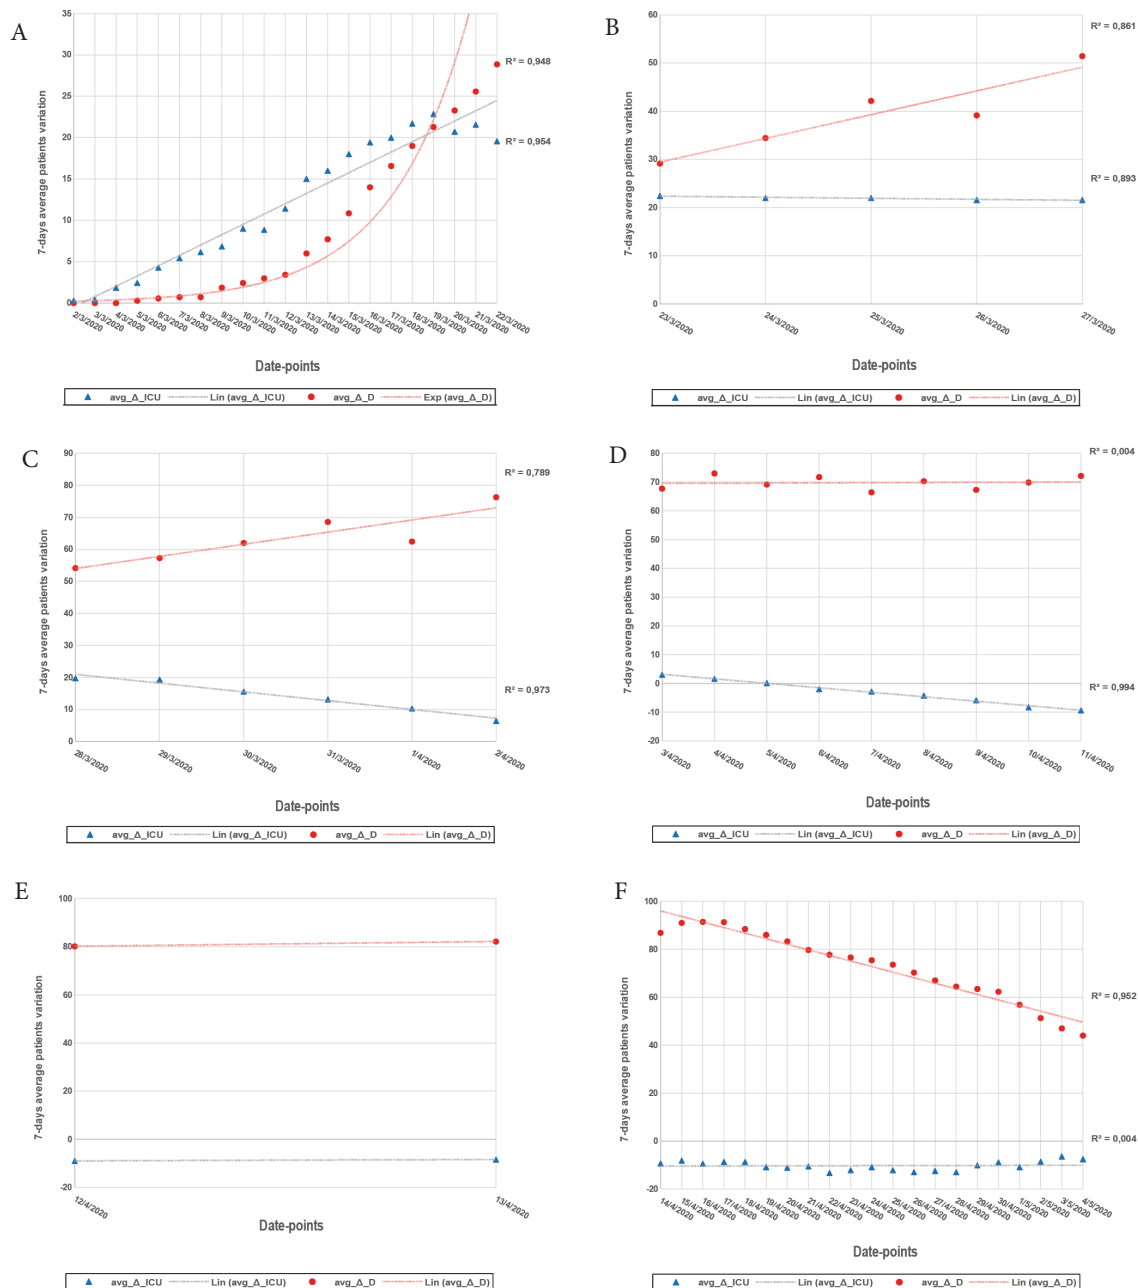 A
7-days average patients variation
35
30
25
20
15
10
5
0
R² = 0,948
R² = 0,954
2/3/2020 3/3/2020 4/3/2020 5/3/2020 6/3/2020 7/3/2020 8/3/2020 9/3/2020 10/3/2020 11/3/2020 12/3/2020 13/3/2020 14/3/2020 15/3/2020 16/3/2020 17/3/2020 18/3/2020 19/3/2020 20/3/2020 21/3/2020 22/3/2020
Date-points
avg_Δ_ICU Lin (avg_Δ_ICU) avg_Δ_D Exp (avg_Δ_D)
B
7-days average patients variation
60
50
40
30
20
10
0
R² = 0,861
R² = 0,893
23/3/2020 24/3/2020 25/3/2020 26/3/2020 27/3/2020
Date-points
avg_Δ_ICU Lin (avg_Δ_ICU) avg_Δ_D Lin (avg_Δ_D)
C
7-days average patients variation
90
80
70
60
50
40
30
20
10
0
R² = 0,789
R² = 0,973
28/3/2020 29/3/2020 30/3/2020 31/3/2020 1/4/2020 2/4/2020
Date-points
avg_Δ_ICU Lin (avg_Δ_ICU) avg_Δ_D Lin (avg_Δ_D)
D
7-days average patients variation
80
70
60
50
40
30
20
10
0
-10
-20
R² = 0,004
R² = 0,994
3/4/2020 4/4/2020 5/4/2020 6/4/2020 7/4/2020 8/4/2020 9/4/2020 10/4/2020 11/4/2020
Date-points
avg_Δ_ICU Lin (avg_Δ_ICU) avg_Δ_D Lin (avg_Δ_D)
E
7-days average patients variation
100
80
60
40
20
0
-20
12/4/2020 13/4/2020
Date-points
avg_Δ_ICU Lin (avg_Δ_ICU) avg_Δ_D Lin (avg_Δ_D)
F
7-days average patients variation
100
80
60
40
20
0
-20
R² = 0,952
R² = 0,004
14/4/2020 15/4/2020 16/4/2020 17/4/2020 18/4/2020 19/4/2020 20/4/2020 21/4/2020 22/4/2020 23/4/2020 24/4/2020 25/4/2020 26/4/2020 27/4/2020 28/4/2020 29/4/2020 30/4/2020 1/5/2020 2/5/2020 3/5/2020 4/5/2020
Date-points
avg_Δ_ICU Lin (avg_Δ_ICU) avg_Δ_D Lin (avg_Δ_D)